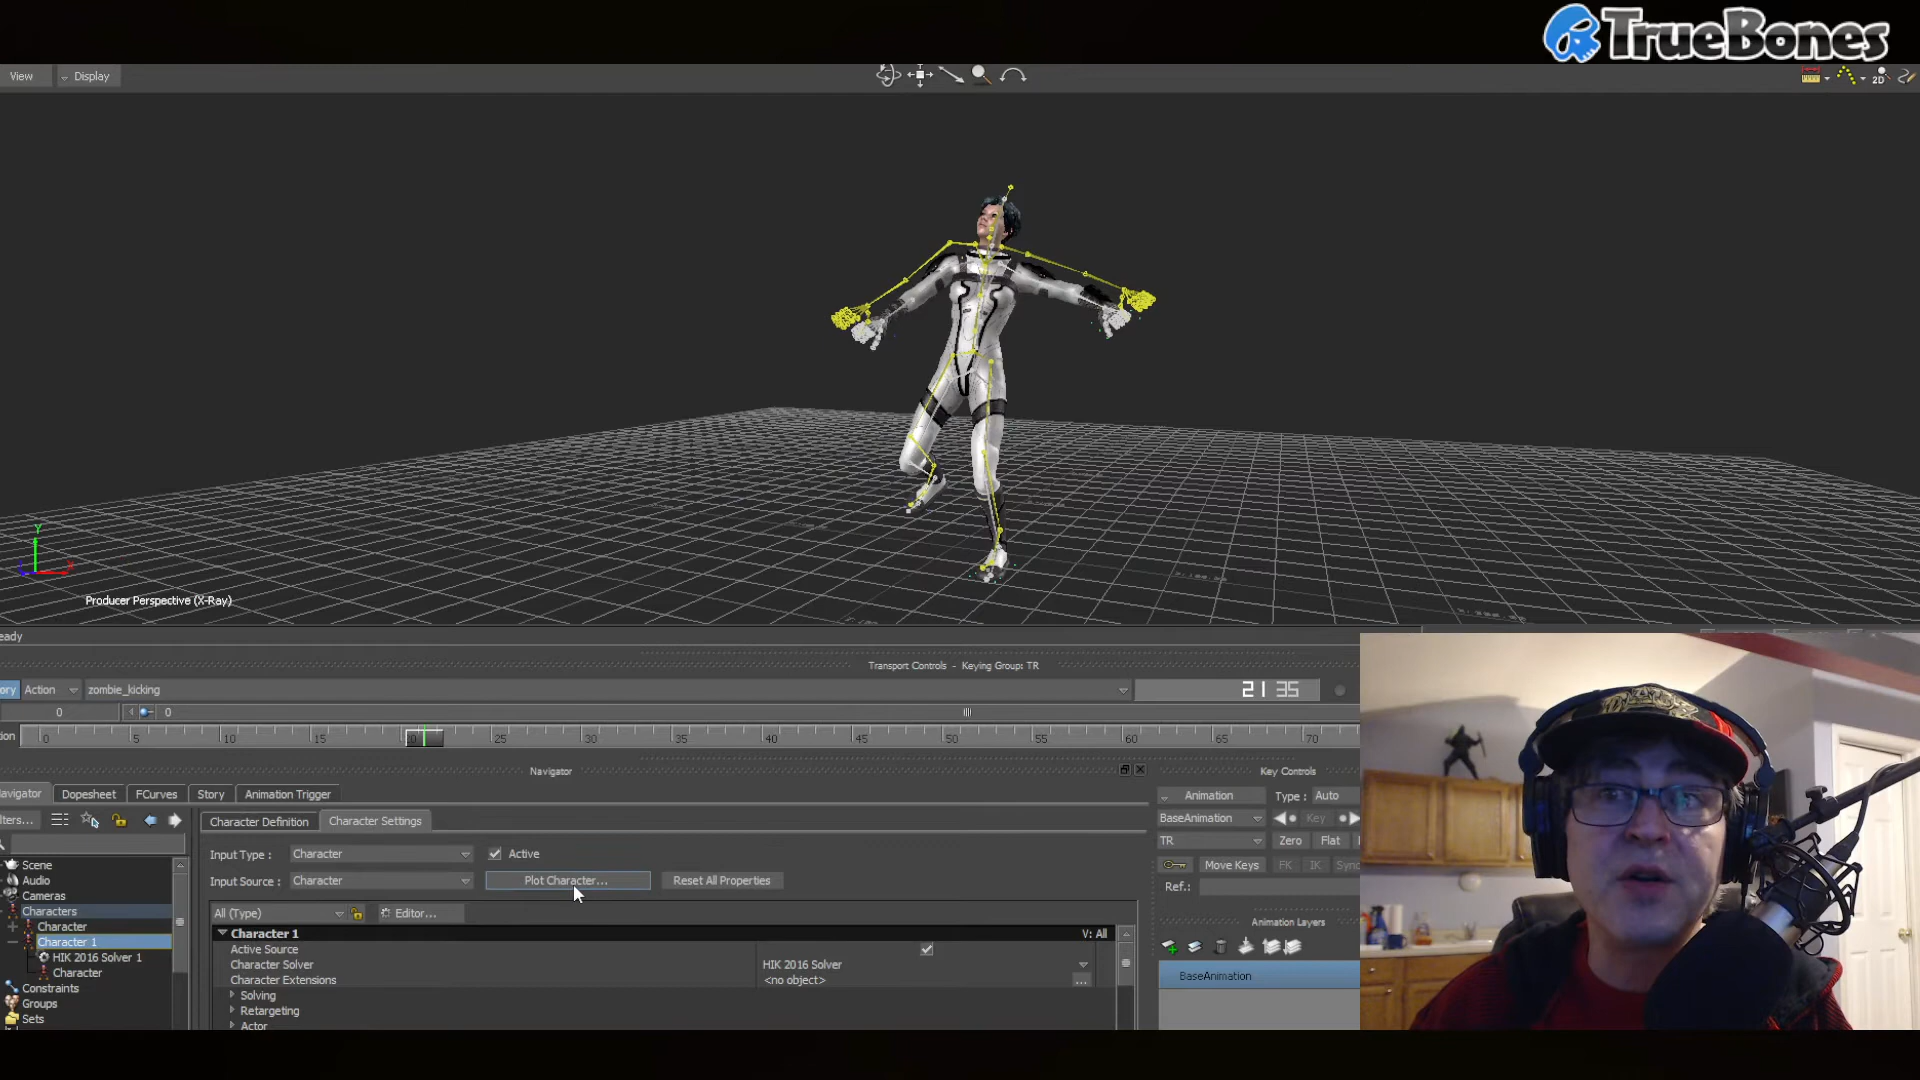 TrueBones
View
Display
2D
Y
X
Producer Perspective (X-Ray)
eady
Transport Controls - Keying Group: TR
ory Action zombie_kicking 21 35
0 0
ion 0 5 10 15 20 25 30 35 40 45 50 55 60 65 70
Navigator
Key Controls
avigator Dopesheet FCurves Story Animation Trigger
Animation Type : Auto
lters...
Character Definition Character Settings
BaseAnimation Key
Input Type : Character Active
TR Zero Flat
Input Source : Character Plot Character... Reset All Properties
Move Keys FK IK Sync
Ref.:
All (Type) Editor...
Animation Layers
BaseAnimation
Scene
Audio
Cameras
Characters
Character
Character 1
HIK 2016 Solver 1
Character
Constraints
Groups
Sets
Character 1 V: All
Active Source
Character Solver HIK 2016 Solver
Character Extensions <no object> ...
Solving
Retargeting
Actor